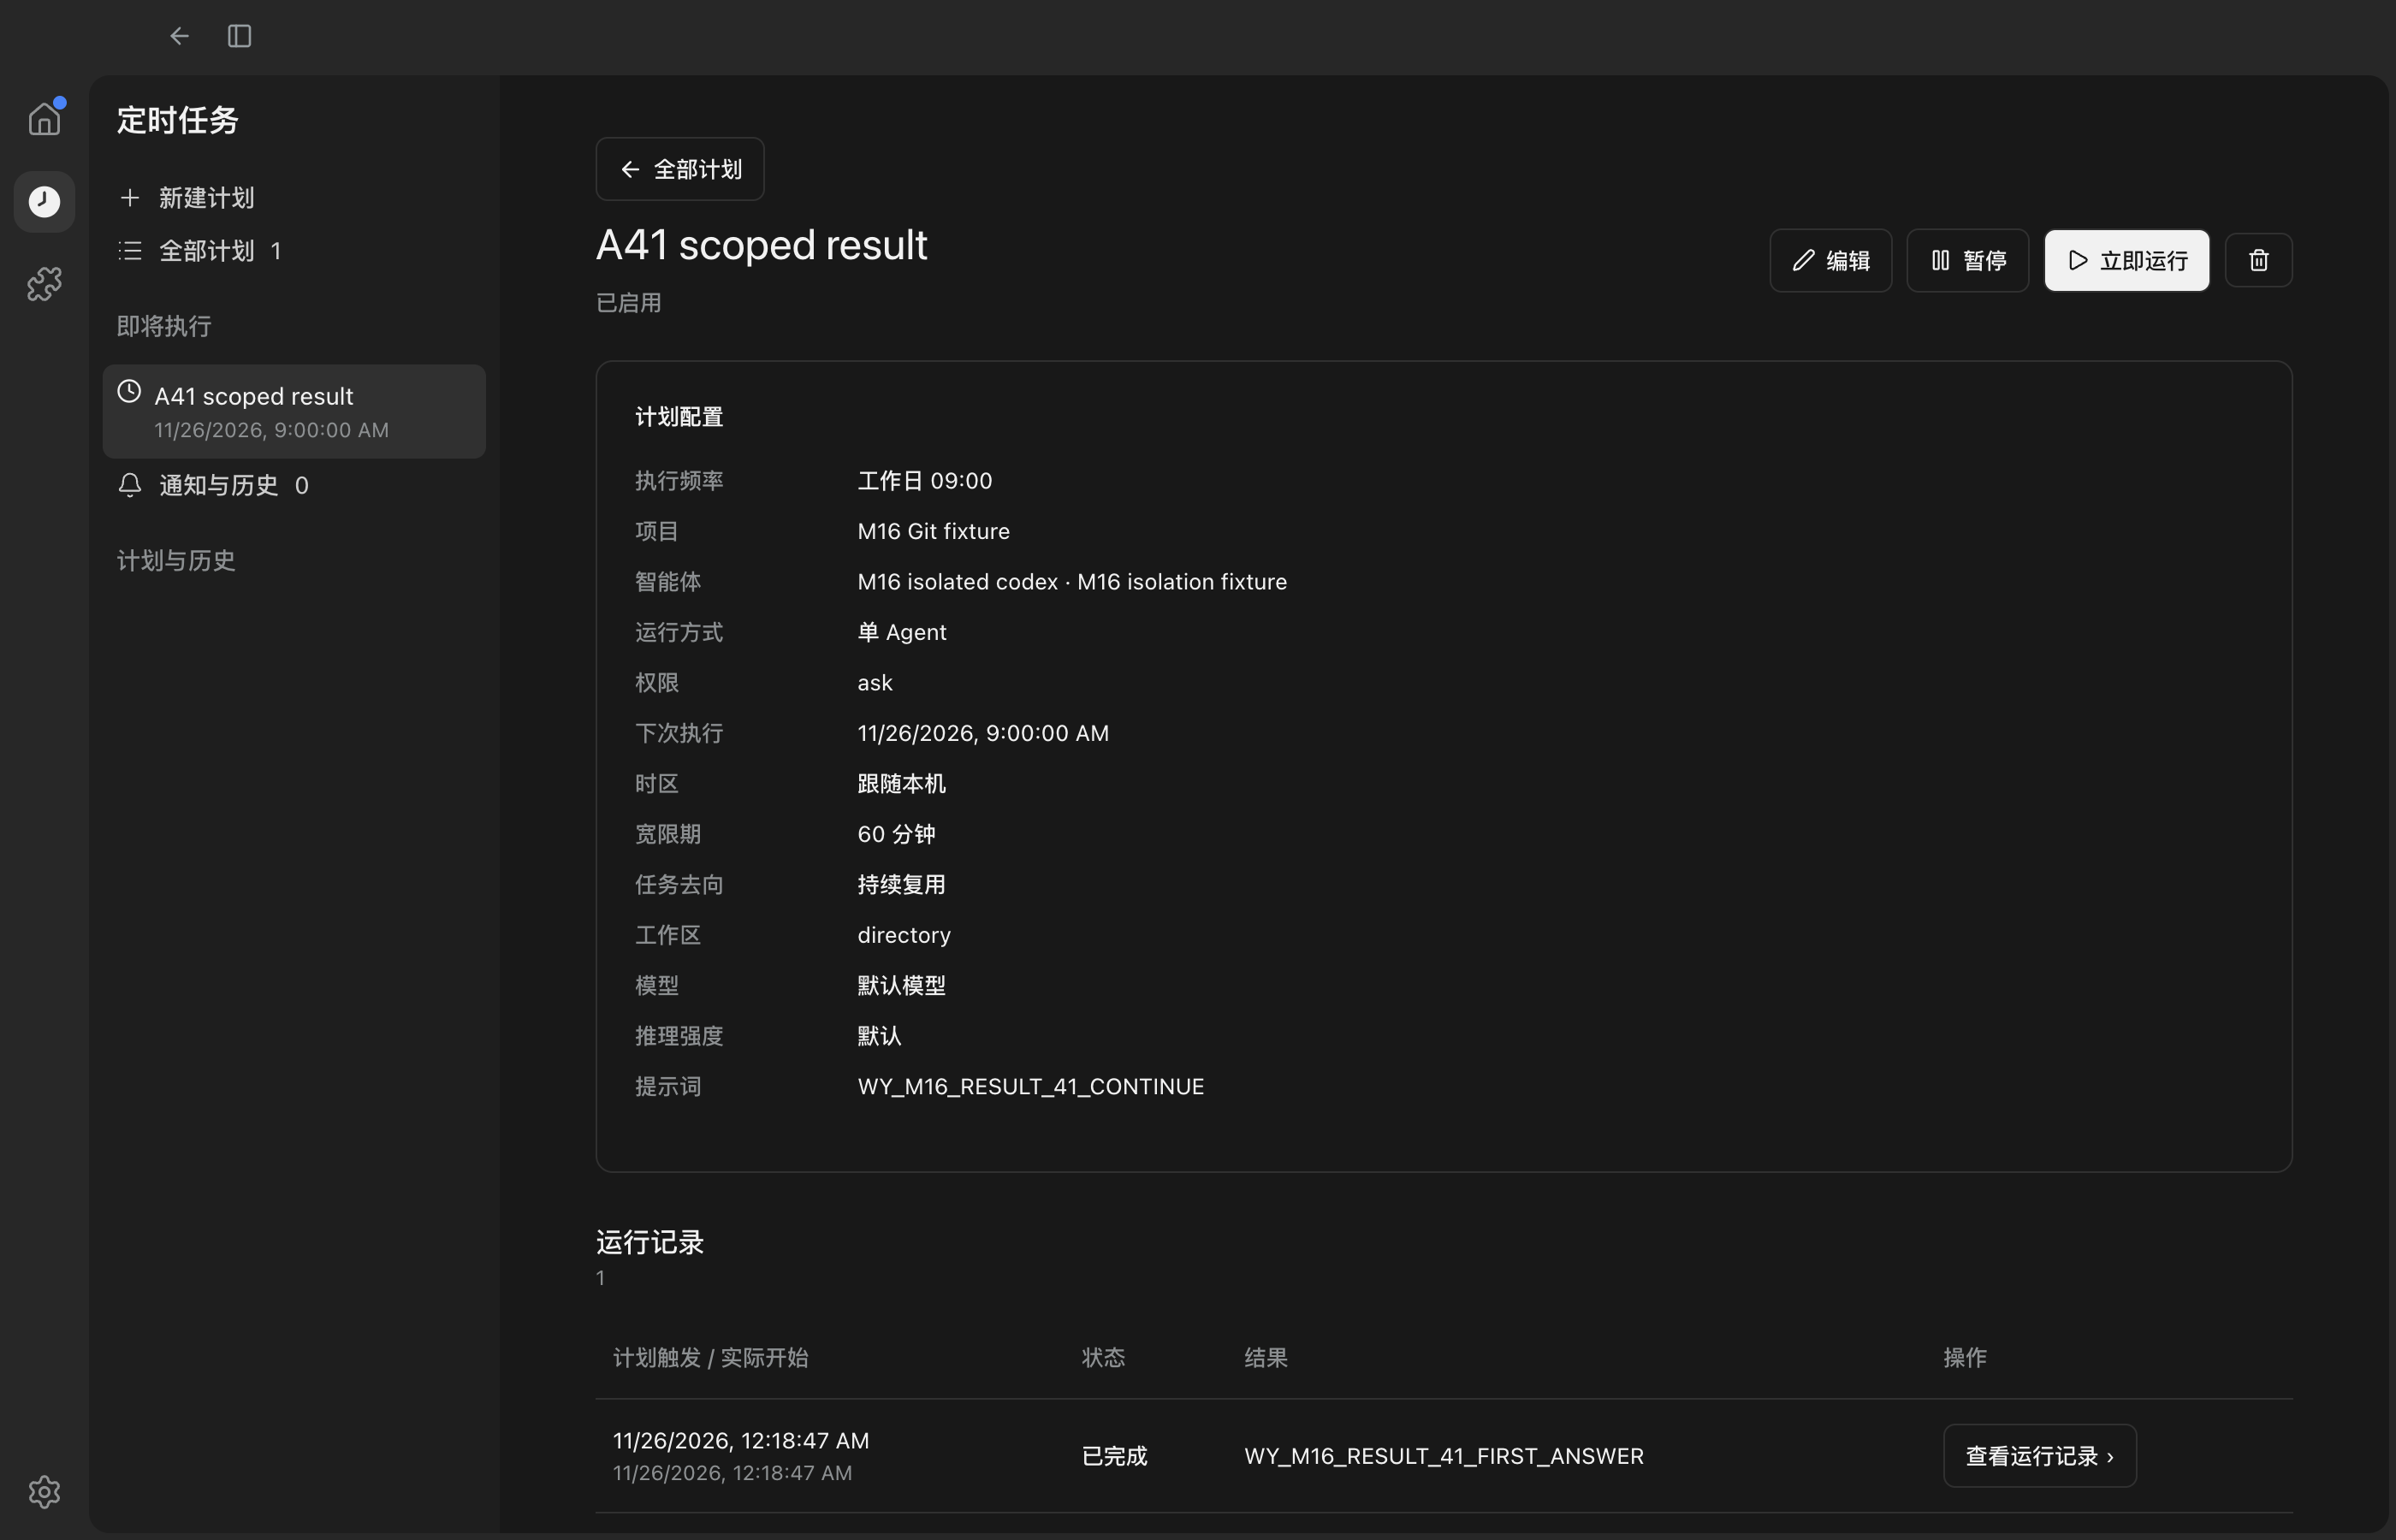 定时任务
新建计划
全部计划 1
即将执行
A41 scoped result
11/26/2026, 9:00:00 AM
通知与历史 0
计划与历史
全部计划
A41 scoped result
已启用
编辑
暂停
立即运行
计划配置
执行频率 工作日 09:00
项目 M16 Git fixture
智能体 M16 isolated codex · M16 isolation fixture
运行方式 单 Agent
权限 ask
下次执行 11/26/2026, 9:00:00 AM
时区 跟随本机
宽限期 60 分钟
任务去向 持续复用
工作区 directory
模型 默认模型
推理强度 默认
提示词 WY_M16_RESULT_41_CONTINUE
运行记录
1
计划触发 / 实际开始 状态 结果 操作
11/26/2026, 12:18:47 AM
11/26/2026, 12:18:47 AM
已完成
WY_M16_RESULT_41_FIRST_ANSWER
查看运行记录 ›